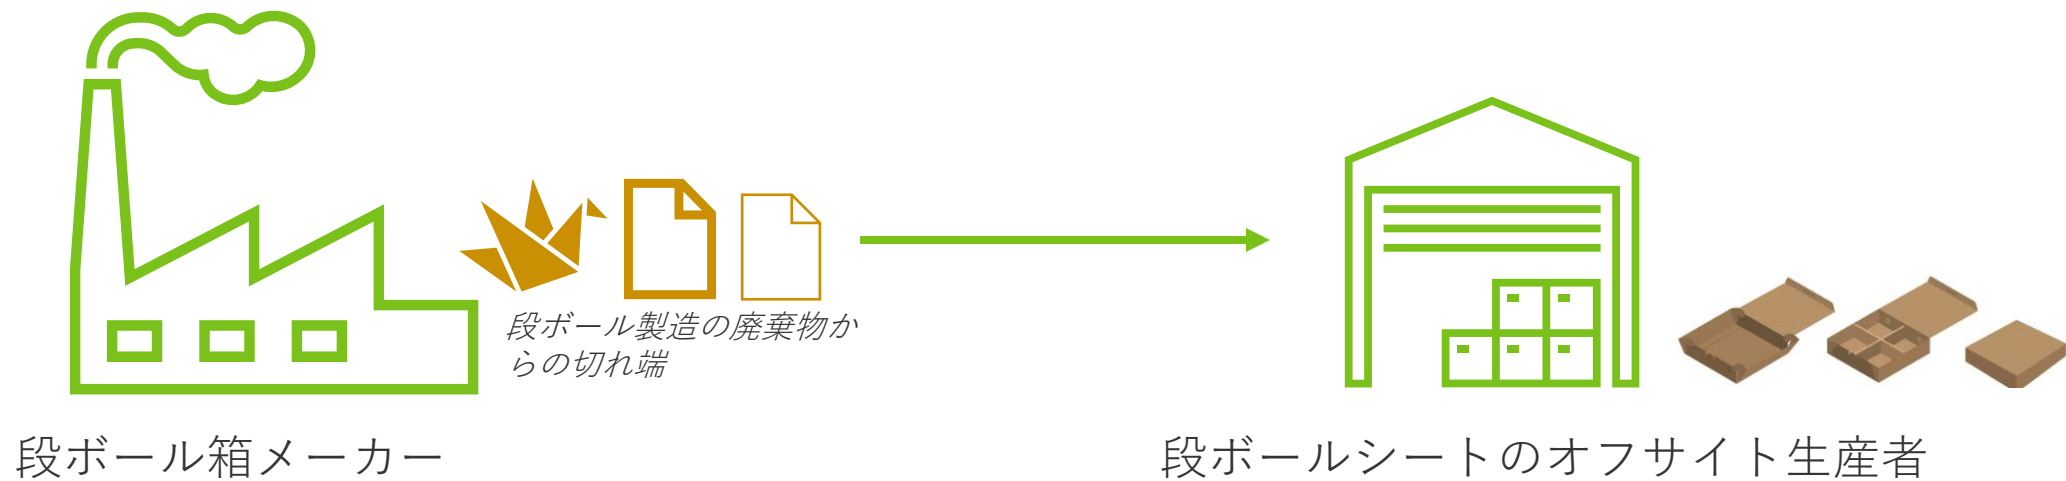 段ボール製造の廃棄物か
らの切れ端
段ボール箱メーカー
段ボールシートのオフサイト生産者